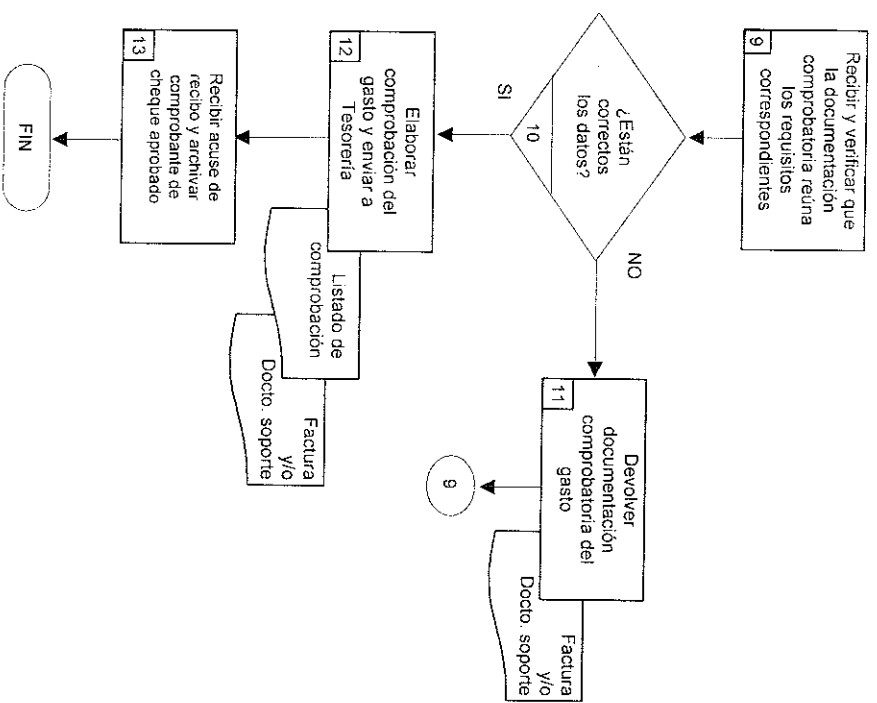 Recibir y verificar que
la documentación
comprobatoria reúna
los requisitos
correspondientes
9
¿Están
correctos
los datos?
10
NO
SI
Devolver
documentación
comprobatoria del
gasto
11
Factura
y/o
Docto. soporte
9
Elaborar
comprobación del
gasto y enviar a
Tesorería
12
Listado de
comprobación
Factura
y/o
Docto. soporte
Recibir acuse de
recibo y archivar
comprobante de
cheque aprobado
13
FIN